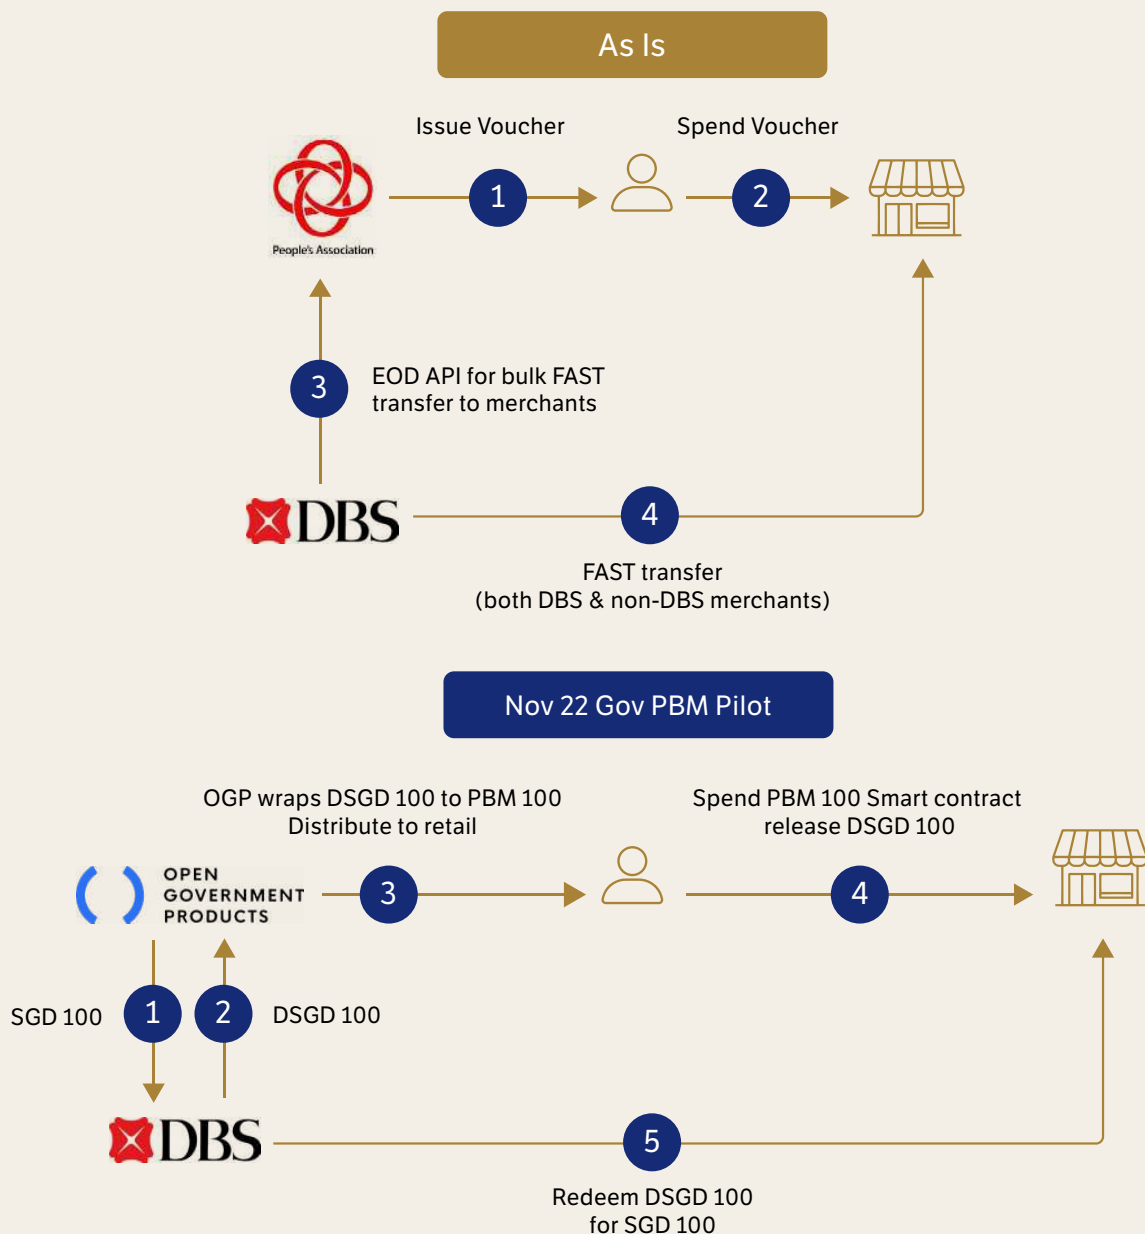 As Is
Issue Voucher
Spend Voucher
1
2
People's Association
3
EOD API for bulk FAST
transfer to merchants
DBS
4
FAST transfer
(both DBS & non-DBS merchants)
Nov 22 Gov PBM Pilot
OGP wraps DSGD 100 to PBM 100
Distribute to retail
Spend PBM 100 Smart contract
release DSGD 100
OPEN
GOVERNMENT
PRODUCTS
3
4
SGD 100
1
2
DSGD 100
DBS
5
Redeem DSGD 100
for SGD 100